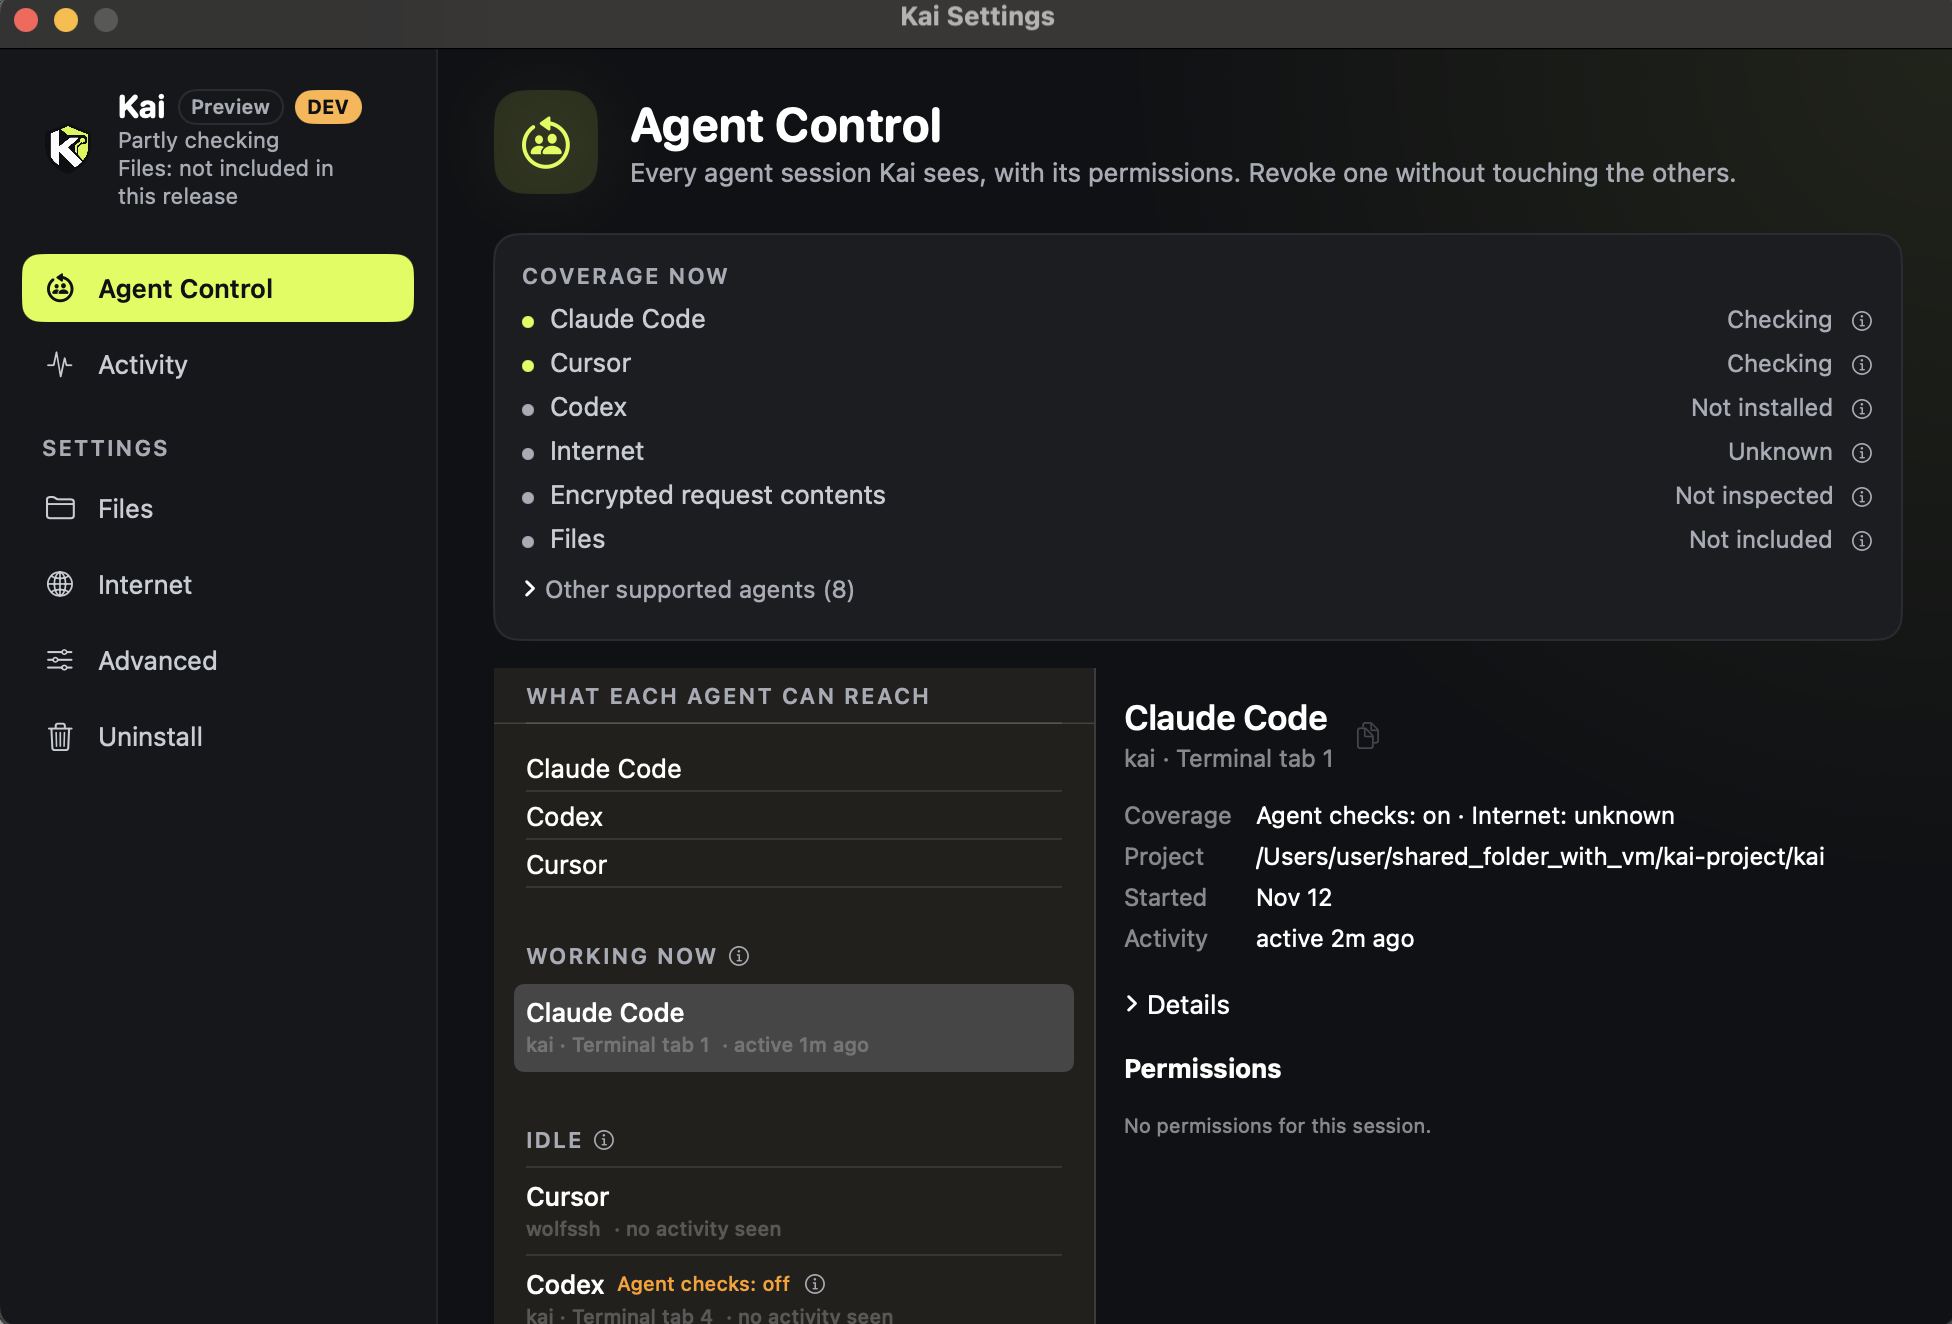 Kai Settings
Kai Preview DEV
Partly checking
Files: not included in
this release
Agent Control
Activity
SETTINGS
Files
Internet
Advanced
Uninstall
Agent Control
Every agent session Kai sees, with its permissions. Revoke one without touching the others.
COVERAGE NOW
Claude Code Checking
Cursor Checking
Codex Not installed
Internet Unknown
Encrypted request contents Not inspected
Files Not included
Other supported agents (8)
WHAT EACH AGENT CAN REACH
Claude Code
Codex
Cursor
WORKING NOW
Claude Code
kai · Terminal tab 1 · active 1m ago
IDLE
Cursor
wolfssh · no activity seen
Codex Agent checks: off
kai · Terminal tab 4 · no activity seen
Claude Code
kai · Terminal tab 1
Coverage Agent checks: on · Internet: unknown
Project /Users/user/shared_folder_with_vm/kai-project/kai
Started Nov 12
Activity active 2m ago
Details
Permissions
No permissions for this session.